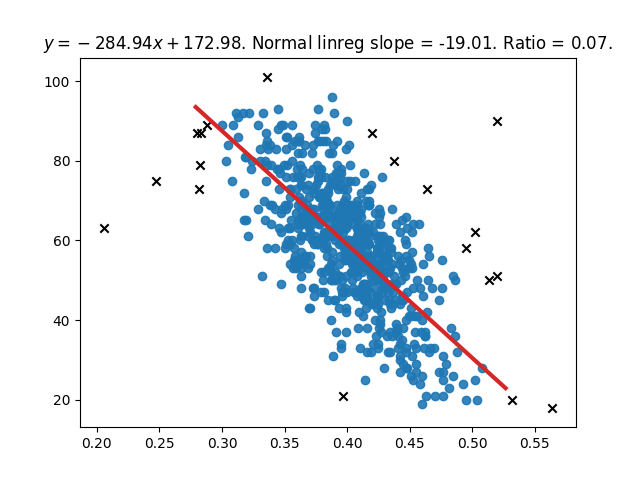 y = − 284.94x + 172.98. Normal linreg slope = -19.01. Ratio = 0.07.
100
80
60
40
20
0.20 0.25 0.30 0.35 0.40 0.45 0.50 0.55